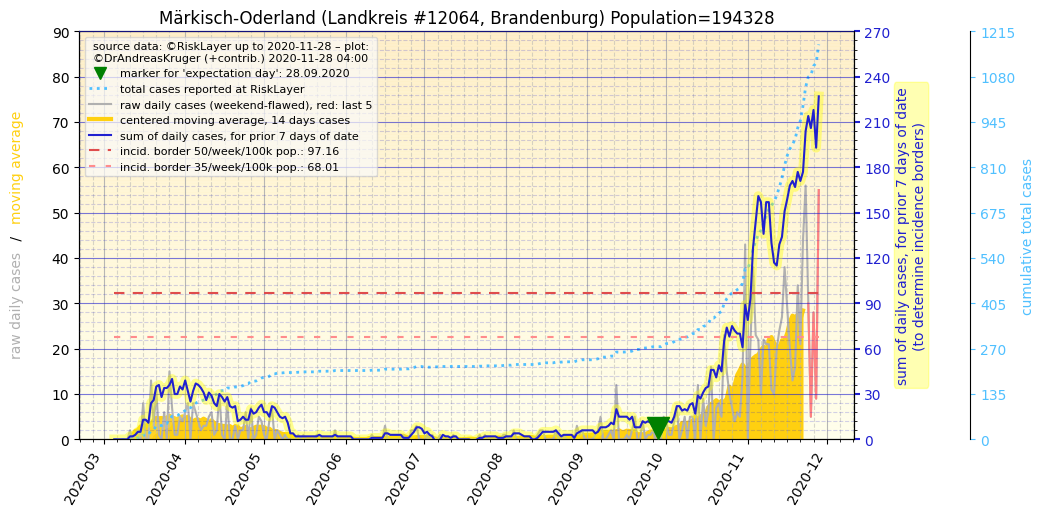 Märkisch-Oderland (Landkreis #12064, Brandenburg) Population=194328
source data: ©RiskLayer up to 2020-11-28 – plot:
©DrAndreasKruger (+contrib.) 2020-11-28 04:00
marker for 'expectation day': 28.09.2020
total cases reported at RiskLayer
raw daily cases (weekend-flawed), red: last 5
centered moving average, 14 days cases
sum of daily cases, for prior 7 days of date
incid. border 50/week/100k pop.: 97.16
incid. border 35/week/100k pop.: 68.01
raw daily cases / moving average
90
80
70
60
50
40
30
20
10
0
2020-03
2020-04
2020-05
2020-06
2020-07
2020-08
2020-09
2020-10
2020-11
2020-12
270
240
210
180
150
120
90
60
30
0
sum of daily cases, for prior 7 days of date
(to determine incidence borders)
1215
1080
945
810
675
540
405
270
135
0
cumulative total cases